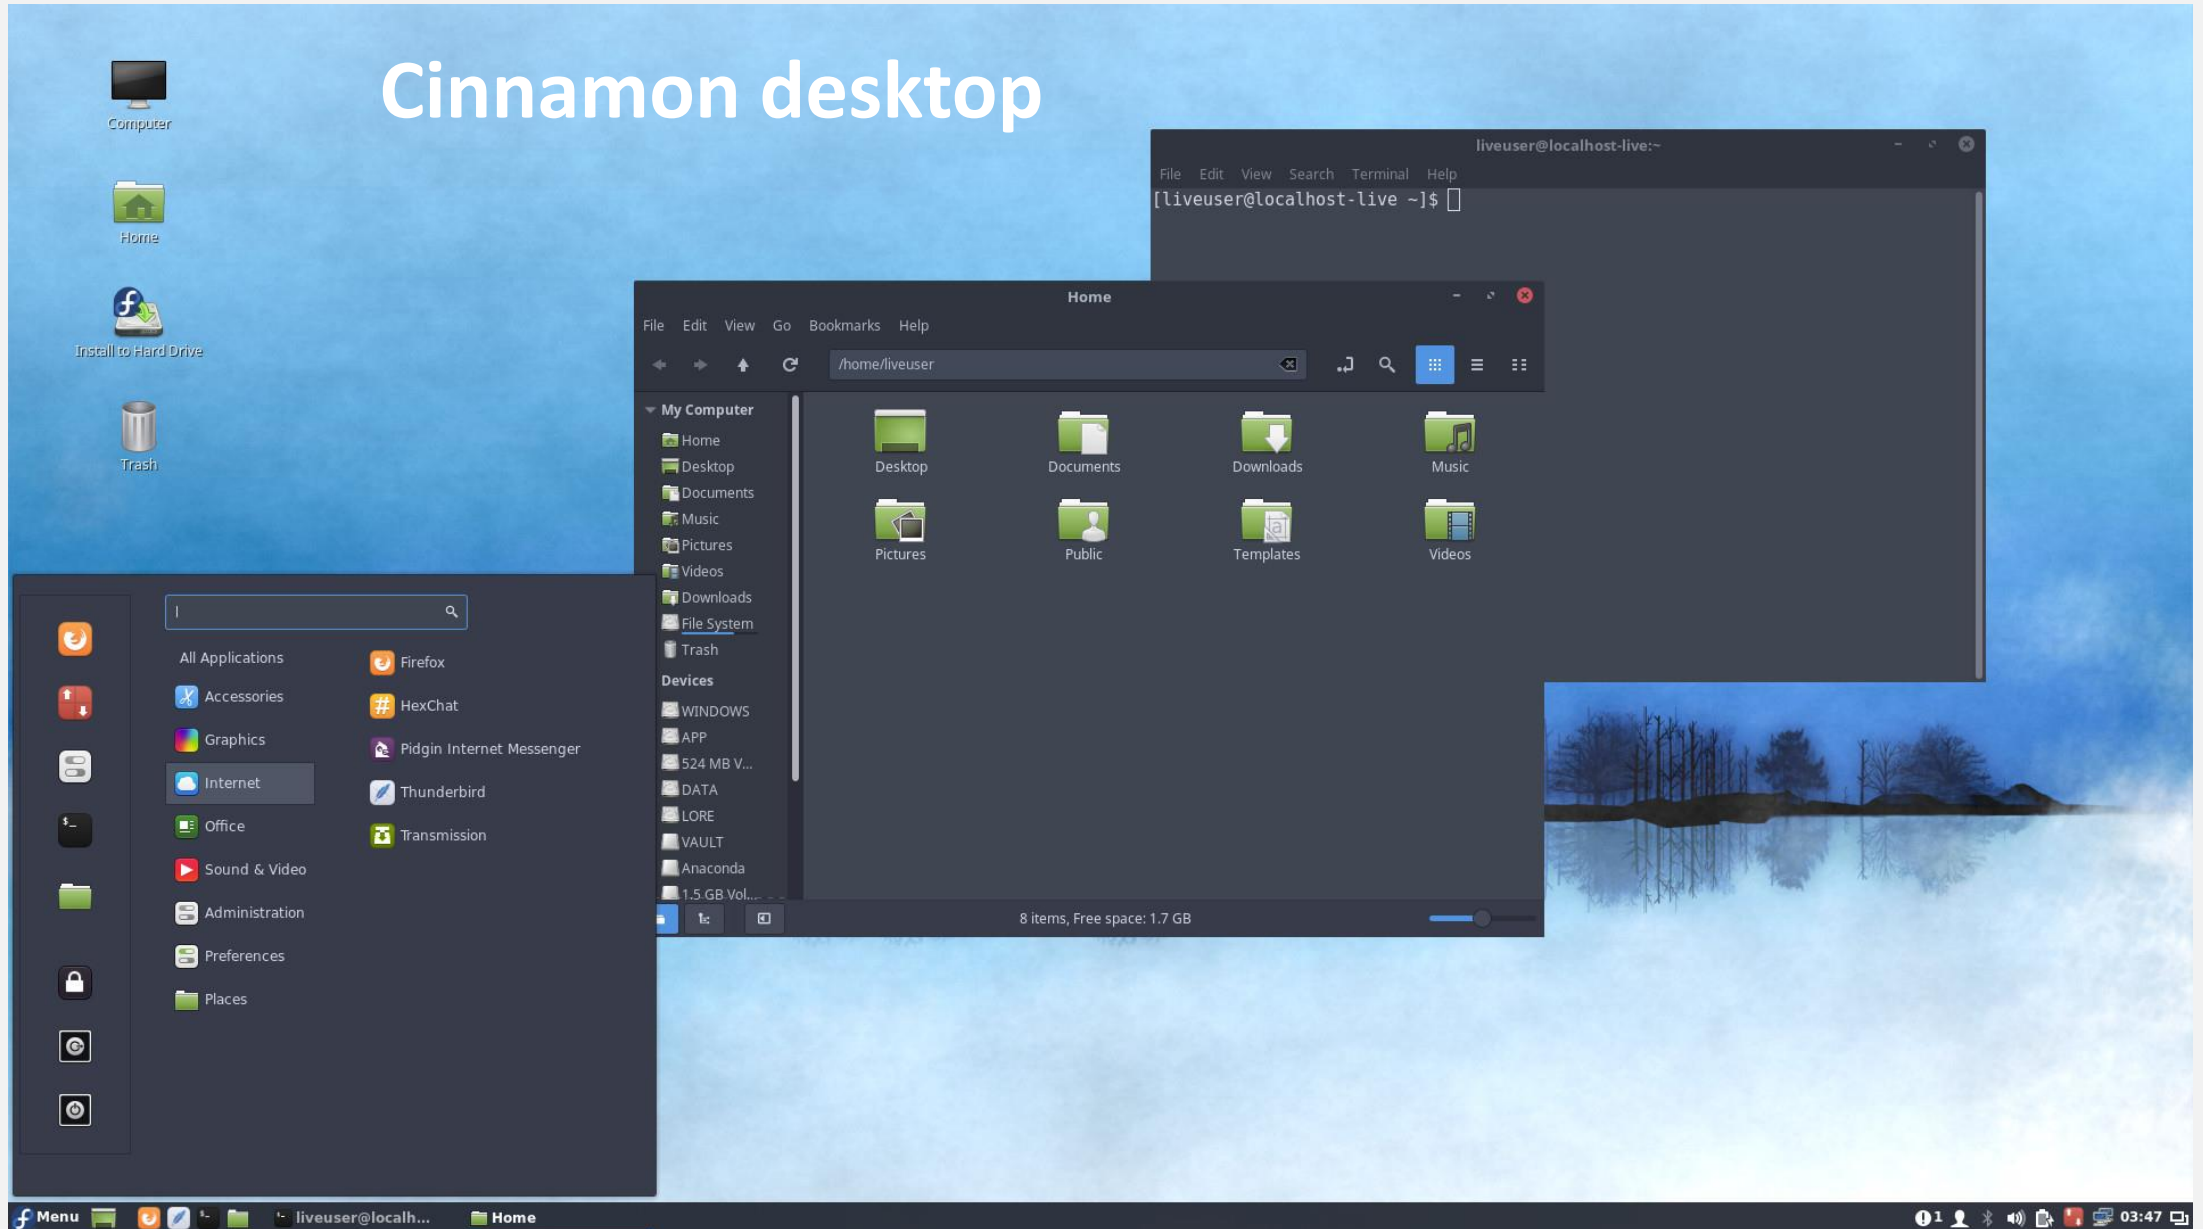 Cinnamon desktop
Computer
Home
Install to Hard Drive
Trash
liveuser@localhost-live:~
File Edit View Search Terminal Help
[liveuser@localhost-live ~]$
Home
File Edit View Go Bookmarks Help
/home/liveuser
My Computer
Home
Desktop
Documents
Music
Pictures
Videos
Downloads
File System
Trash
Devices
WINDOWS
APP
524 MB V...
DATA
LORE
VAULT
Anaconda
1.5 GB Vol...
Desktop Documents Downloads Music
Pictures Public Templates Videos
8 items, Free space: 1.7 GB
All Applications
Accessories
Graphics
Internet
Office
Sound & Video
Administration
Preferences
Places
Firefox
HexChat
Pidgin Internet Messenger
Thunderbird
Transmission
Menu liveuser@localh... Home 1 03:47